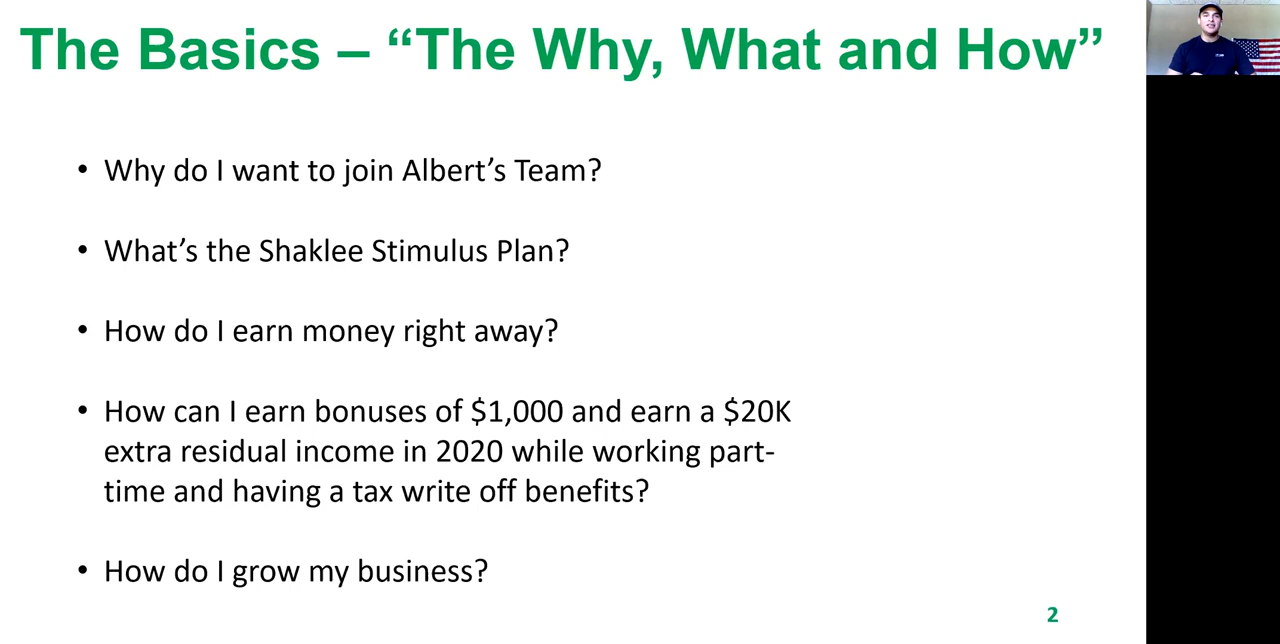 The Basics – “The Why, What and How”
• Why do I want to join Albert’s Team?
• What’s the Shaklee Stimulus Plan?
• How do I earn money right away?
• How can I earn bonuses of $1,000 and earn a $20K
extra residual income in 2020 while working part-
time and having a tax write off benefits?
• How do I grow my business?
2